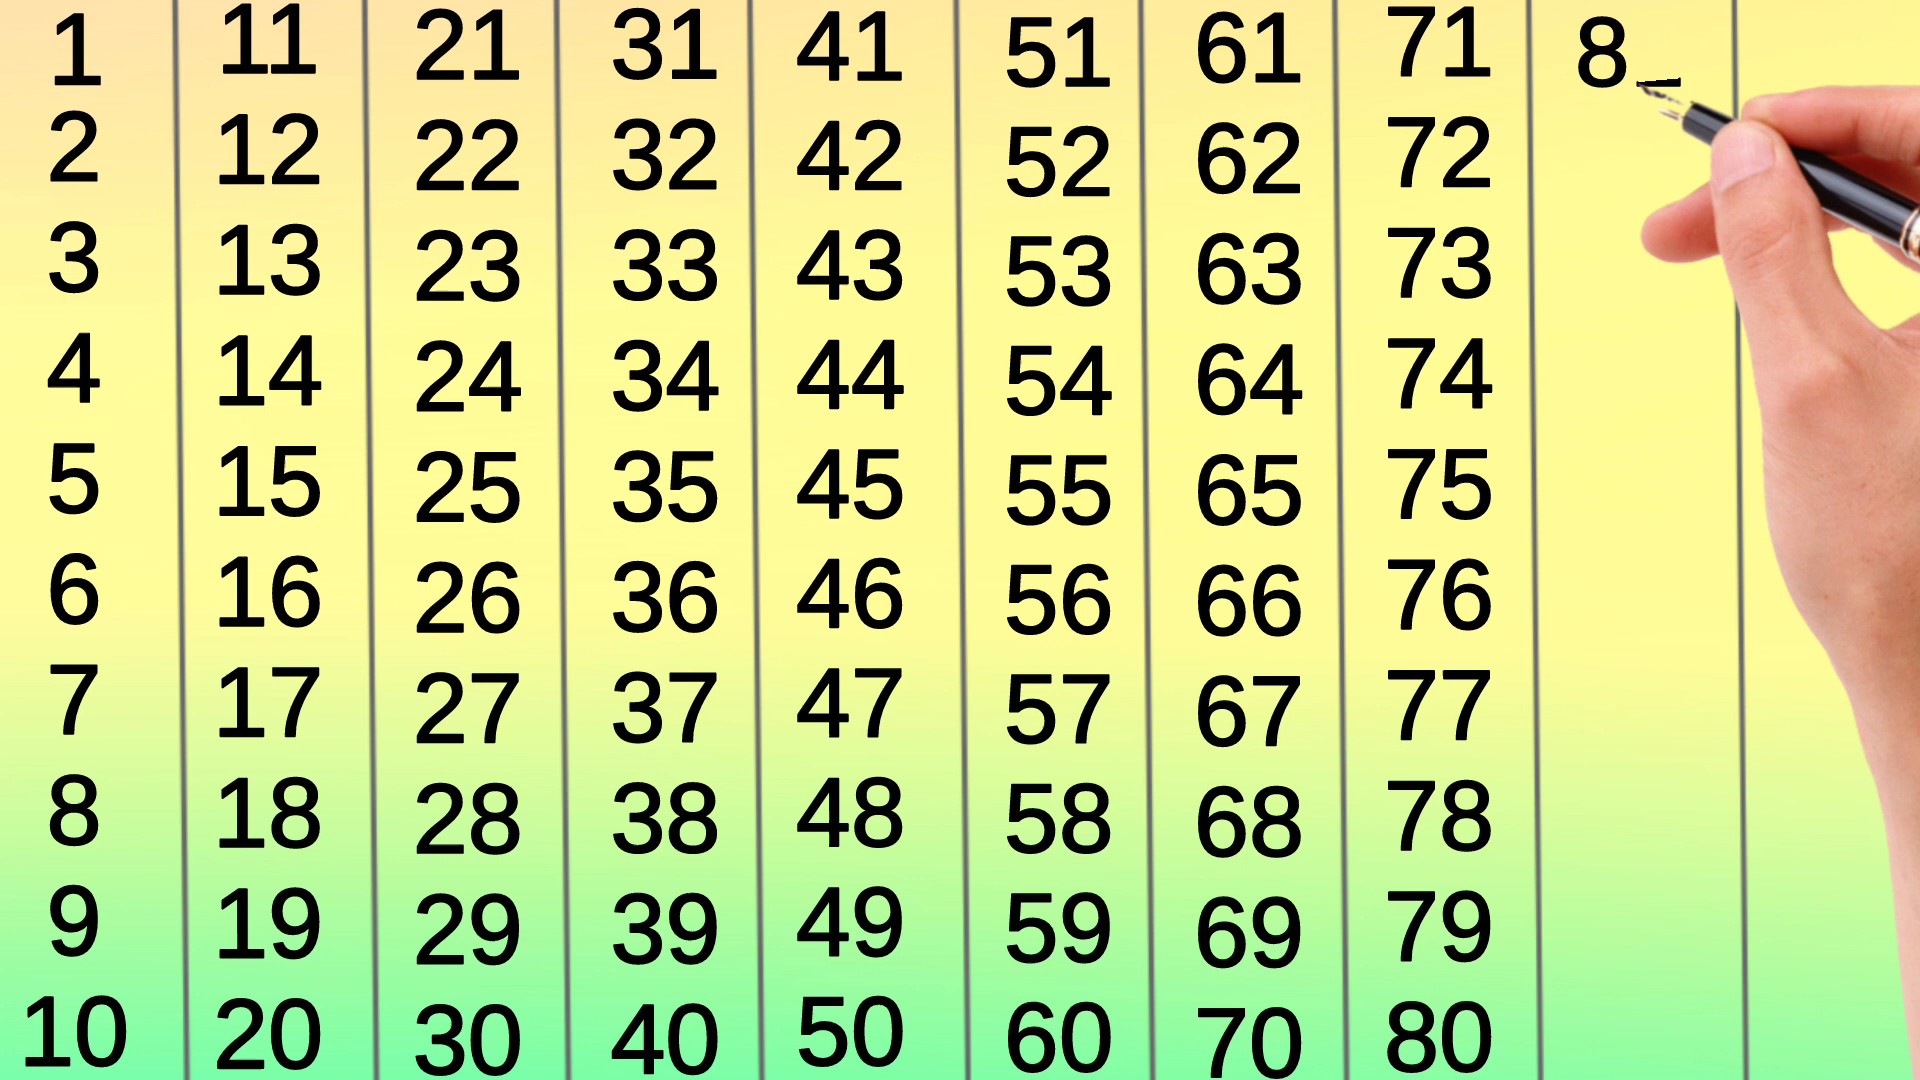 1 11 21 31 41 51 61 71 8
2 12 22 32 42 52 62 72
3 13 23 33 43 53 63 73
4 14 24 34 44 54 64 74
5 15 25 35 45 55 65 75
6 16 26 36 46 56 66 76
7 17 27 37 47 57 67 77
8 18 28 38 48 58 68 78
9 19 29 39 49 59 69 79
10 20 30 40 50 60 70 80